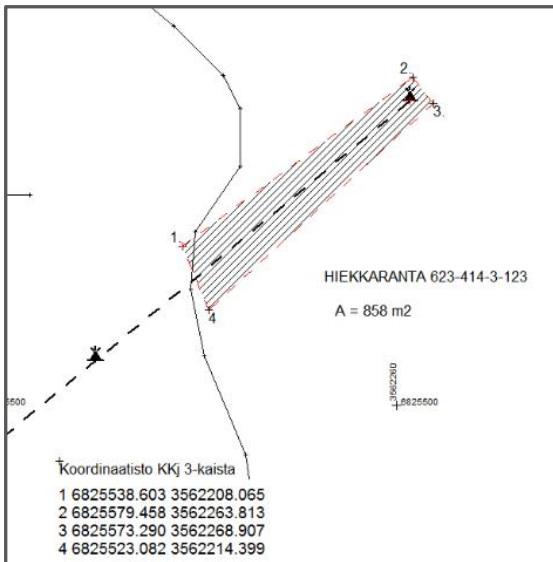 2.
3.
1
HIEKKARANTA 623-414-3-123
A = 858 m2
4
3562260
6825500
5500
Koordinaatisto KKj 3-kaista
1 6825538.603 3562208.065
2 6825579.458 3562263.813
3 6825573.290 3562268.907
4 6825523.082 3562214.399